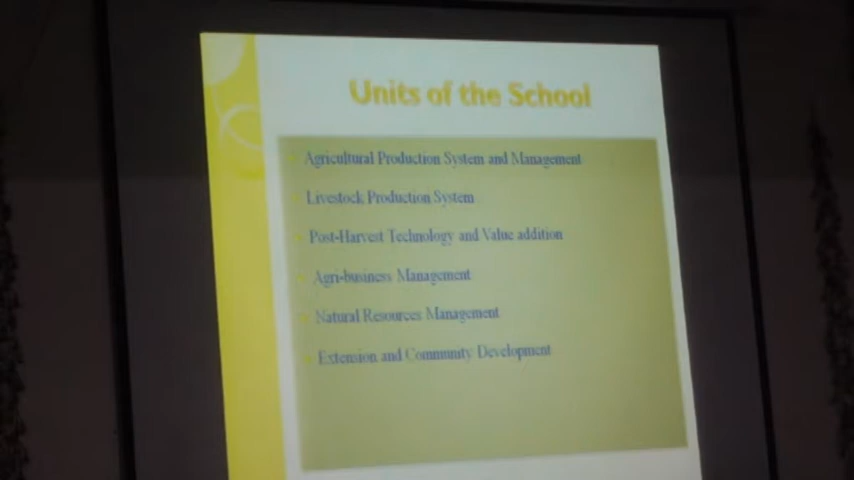 Units of the School
Agricultural Production System and Management
Livestock Production System
Post-Harvest Technology and Value addition
Agri-business Management
Natural Resources Management
Extension and Community Development